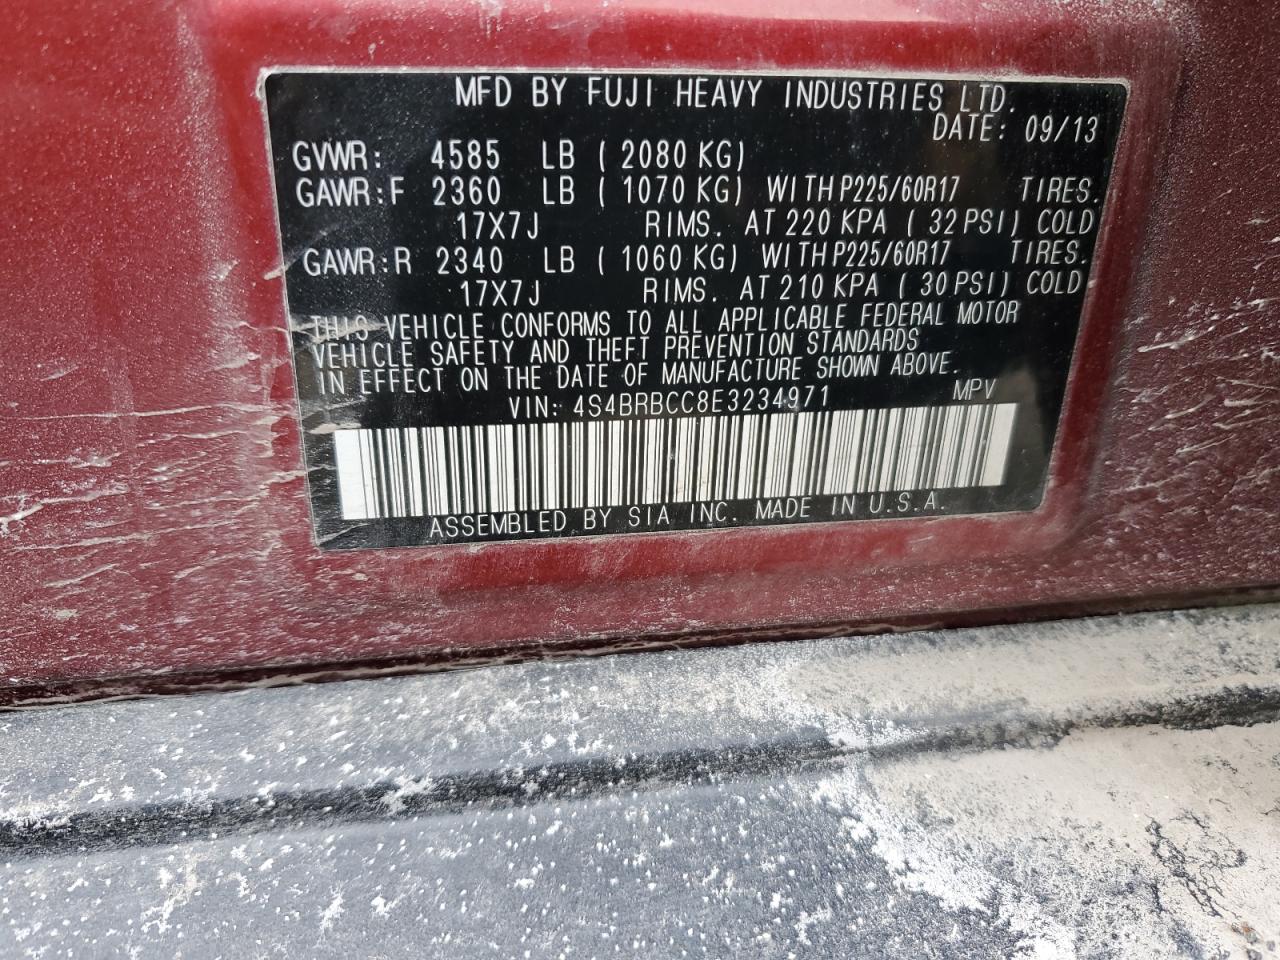 MFD BY FUJI HEAVY INDUSTRIES LTD.
DATE: 09/13
GVWR: 4585 LB (2080 KG)
GAWR:F 2360 LB (1070 KG) WITH P225/60R17 TIRES.
17X7J RIMS. AT 220 KPA (32 PSI) COLD
GAWR:R 2340 LB (1060 KG) WITH P225/60R17 TIRES.
17X7J RIMS. AT 210 KPA (30 PSI) COLD
THIS VEHICLE CONFORMS TO ALL APPLICABLE FEDERAL MOTOR
VEHICLE SAFETY AND THEFT PREVENTION STANDARDS
IN EFFECT ON THE DATE OF MANUFACTURE SHOWN ABOVE.
VIN: 4S4BRBCC8E3234971 MPV
ASSEMBLED BY SIA INC. MADE IN U.S.A.